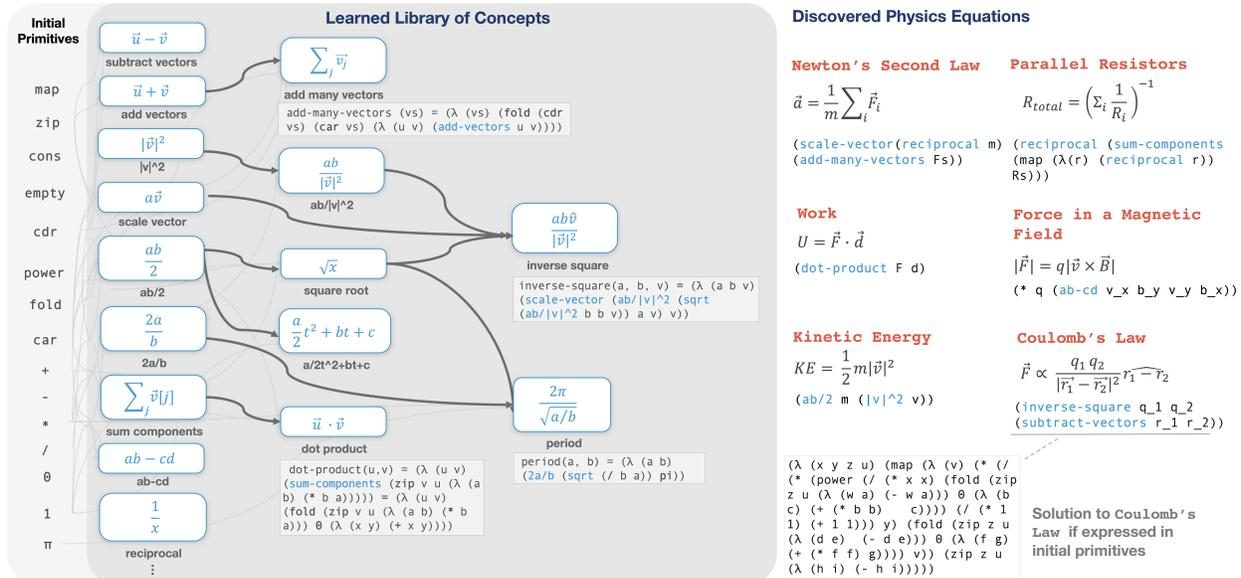 Learned Library of Concepts
Initial
Primitives
map
zip
cons
empty
cdr
power
fold
car
+
-
*
/
0
1
π
u⃗ − v⃗
subtract vectors
u⃗ + v⃗
add vectors
|v⃗|²
|v|^2
av⃗
scale vector
ab/2
ab/2
2a/b
2a/b
∑_j v⃗[j]
sum components
ab − cd
ab-cd
1/x
reciprocal
⋮
∑_j v⃗_j
add many vectors
add-many-vectors (vs) = (λ (vs) (fold (cdr
vs) (car vs) (λ (u v) (add-vectors u v))))
ab/|v⃗|²
ab/|v|^2
√x
square root
a/2 t² + bt + c
a/2t^2+bt+c
u⃗ · v⃗
dot product
dot-product(u,v) = (λ (u v)
(sum-components (zip v u (λ (a
b) (* b a))))) = (λ (u v)
(fold (zip v u (λ (a b) (* b
a))) 0 (λ (x y) (+ x y))))
abv̂/|v⃗|²
inverse square
inverse-square(a, b, v) = (λ (a b v)
(scale-vector (ab/|v|^2 (sqrt
(ab/|v|^2 b b v)) a v) v))
2π/√(a/b)
period
period(a, b) = (λ (a b)
(2a/b (sqrt (/ b a)) pi))
Discovered Physics Equations
Newton's Second Law
a⃗ = 1/m ∑_i F⃗_i
(scale-vector(reciprocal m)
(add-many-vectors Fs))
Parallel Resistors
R_total = (Σ_i 1/R_i)⁻¹
(reciprocal (sum-components
(map (λ(r) (reciprocal r))
Rs)))
Work
U = F⃗ · d⃗
(dot-product F d)
Force in a Magnetic
Field
|F⃗| = q|v⃗ × B⃗|
(* q (ab-cd v_x b_y v_y b_x))
Kinetic Energy
KE = 1/2 m|v⃗|²
(ab/2 m (|v|^2 v))
Coulomb's Law
F⃗ ∝ q₁ q₂/|r⃗₁ − r⃗₂|² r̂₁ − r₂
(inverse-square q_1 q_2
(subtract-vectors r_1 r_2))
(λ (x y z u) (map (λ (v) (* (/
(* (power (/ (* x x) (fold (zip
z u (λ (w a) (- w a))) 0 (λ (b
c) (+ (* b b) c)))) (/ (* 1
1) (+ 1 1))) y) (fold (zip z u
(λ (d e) (- d e))) 0 (λ (f g)
(+ (* f f) g)))) v)) (zip z u
(λ (h i) (- h i)))))
Solution to Coulomb's
Law if expressed in
initial primitives